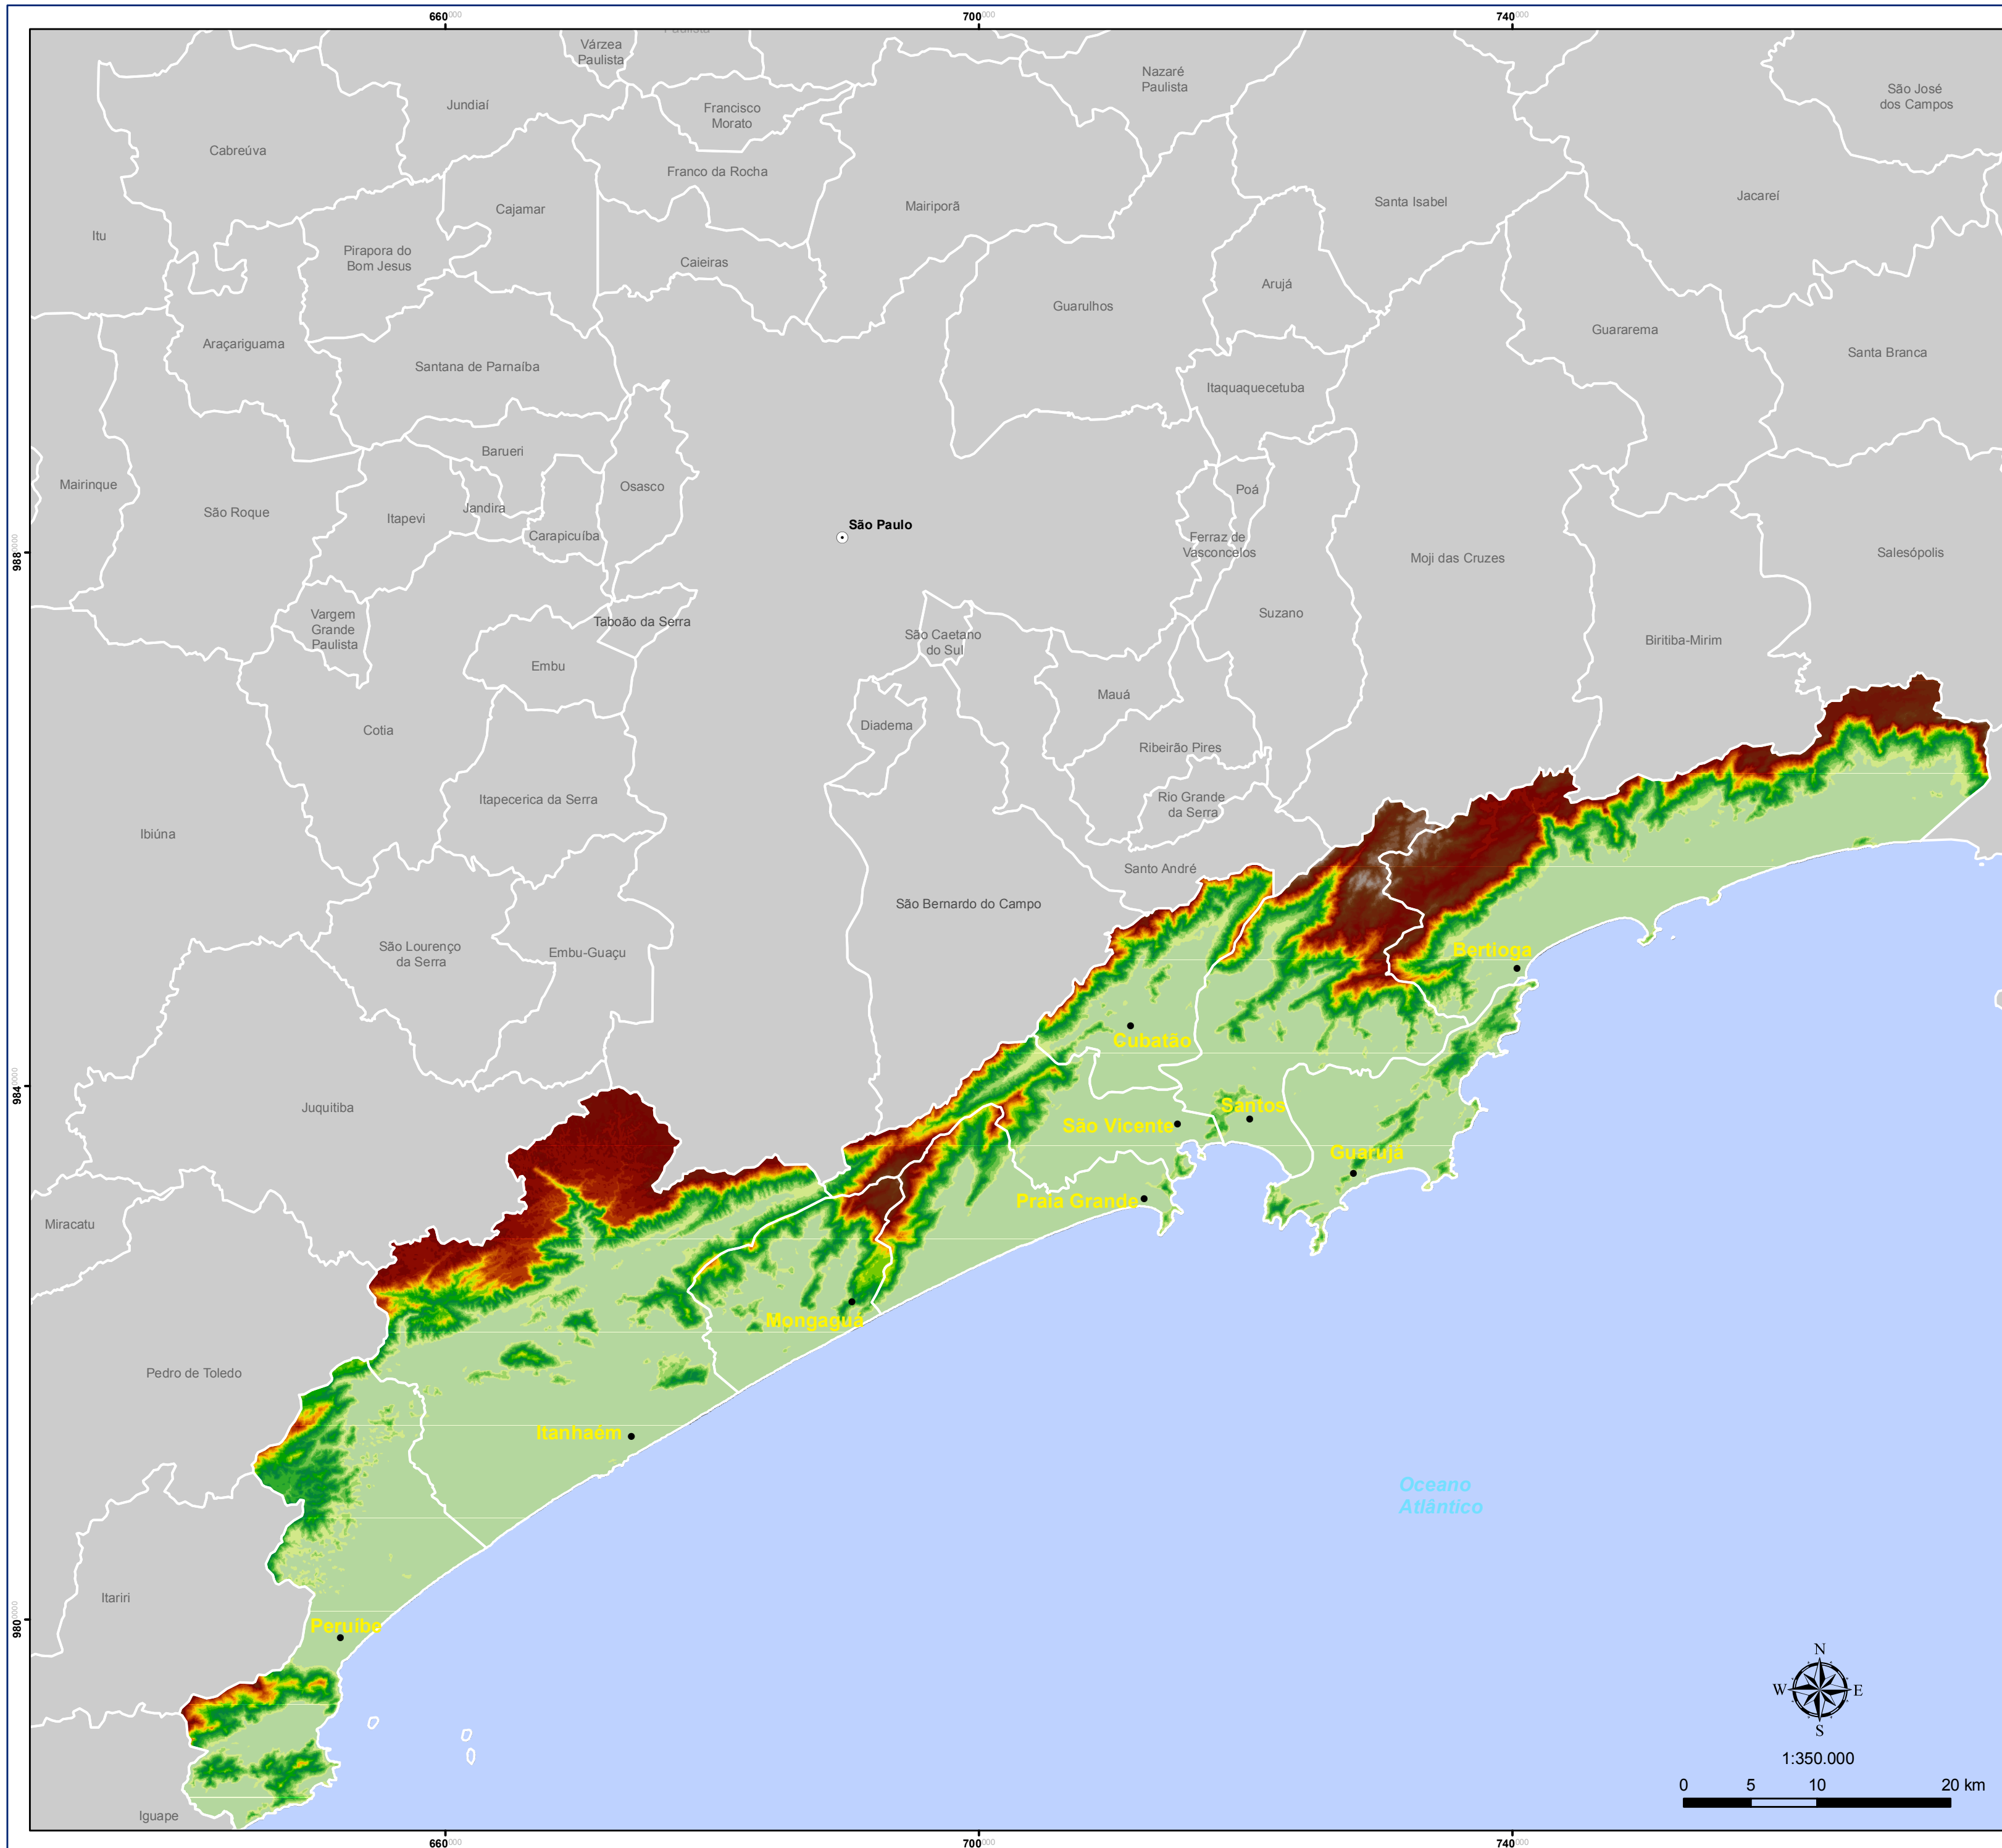 660000
700000
740000
Várzea
Paulista
Paulista
Nazaré
Paulista
São José
dos Campos
Jundiaí
Francisco
Morato
Cabreúva
Franco da Rocha
Jacareí
Cajamar
Mairiporã
Santa Isabel
Itu
Pirapora do
Bom Jesus
Caieiras
Arujá
Guarulhos
Guararema
Araçariguama
Santa Branca
Santana de Parnaíba
Itaquaquecetuba
Barueri
Mairinque
Osasco
Poá
São Roque
Itapevi
Jandira
Carapicuíba
São Paulo
Ferraz de
Vasconcelos
9880000
Moji das Cruzes
Salesópolis
Vargem
Grande
Paulista
Taboão da Serra
Suzano
São Caetano
do Sul
Biritiba-Mirim
Embu
Mauá
Cotia
Diadema
Ribeirão Pires
Itapecerica da Serra
Rio Grande
da Serra
Ibiúna
Santo André
São Bernardo do Campo
São Lourenço
da Serra
Embu-Guaçu
Bertioga
Cubatão
9840000
Juquitiba
Santos
São Vicente
Guarujá
Praia Grande
Miracatu
Mongaguá
Pedro de Toledo
Itanhaém
Oceano
Atlântico
Itariri
9800000
Peruíbe
N
W
E
S
1:350.000
0
5
10
20 km
Iguape
660000
700000
740000